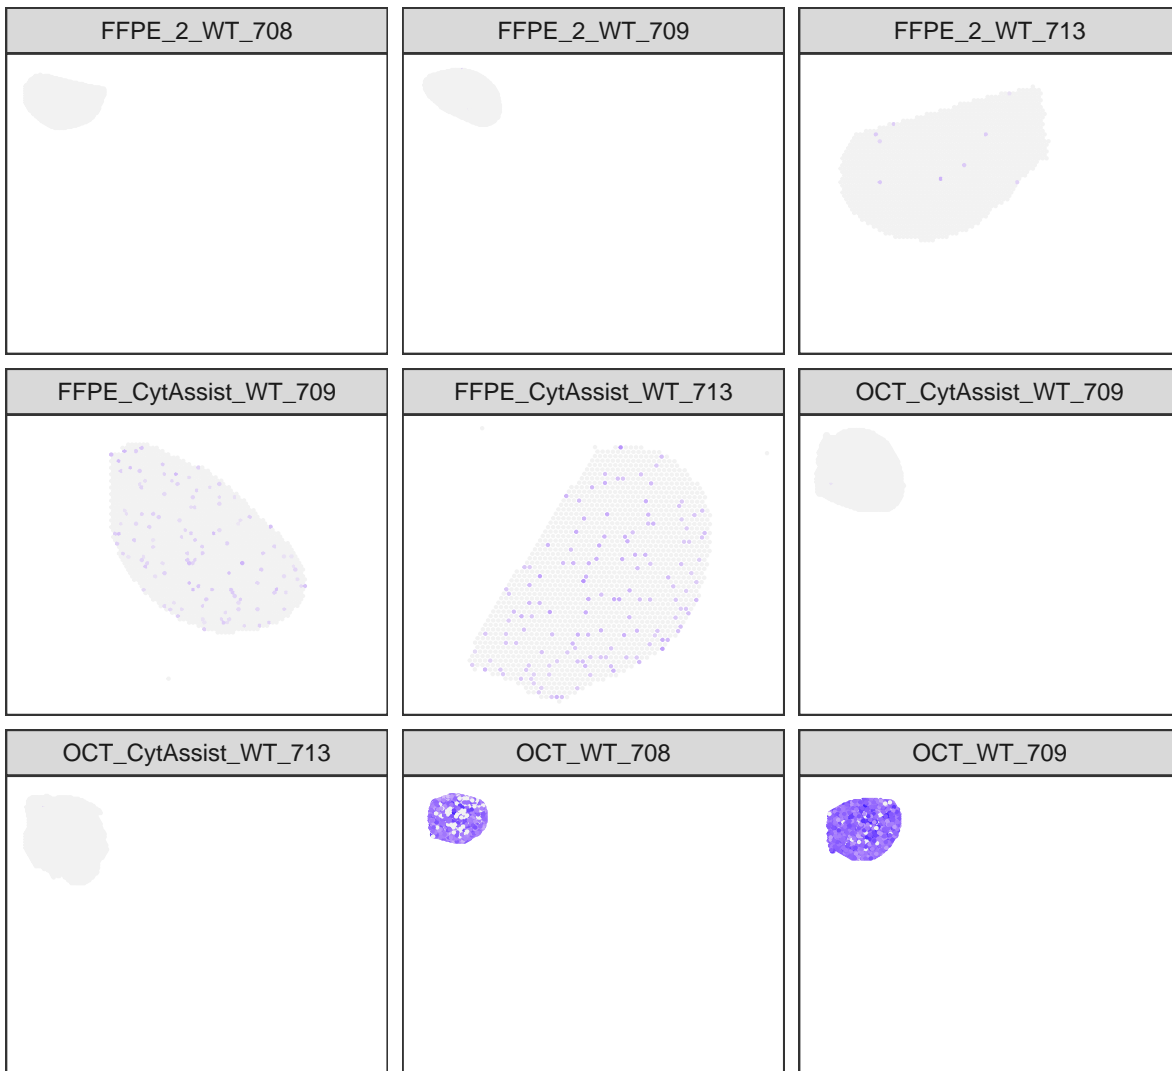 FFPE_2_WT_708
FFPE_2_WT_709
FFPE_2_WT_713
FFPE_CytAssist_WT_709
FFPE_CytAssist_WT_713
OCT_CytAssist_WT_709
OCT_CytAssist_WT_713
OCT_WT_708
OCT_WT_709